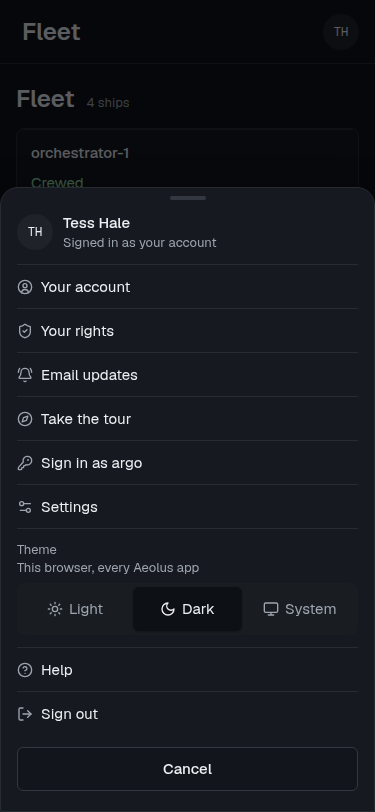 Fleet
TH
Fleet 4 ships
orchestrator-1
Crewed
TH
Tess Hale
Signed in as your account
Your account
Your rights
Email updates
Take the tour
Sign in as argo
Settings
Theme
This browser, every Aeolus app
Light Dark System
Help
Sign out
Cancel